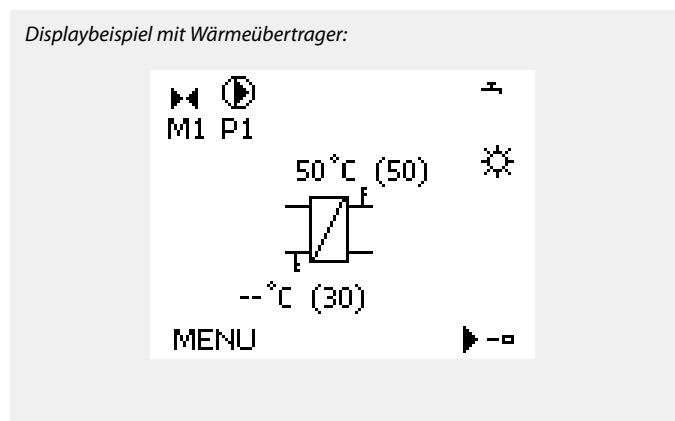 Displaybeispiel mit Wärmeübertrager:
M1 P1
50°C (50)
--°C (30)
MENU